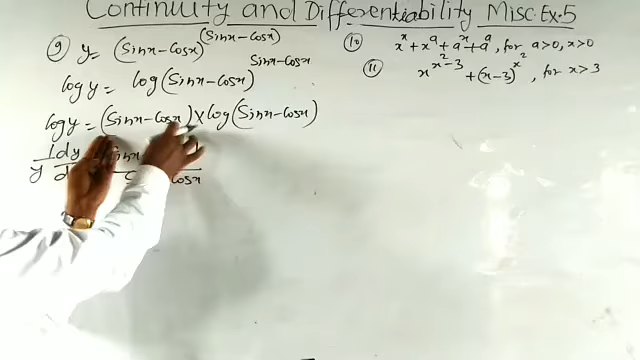 Continuity and Differentiability Misc. Ex. 5
⑨ y = (Sinx - Cosx)^(Sinx - Cosx)
log y = log(Sinx - Cosx)^Sinx - Cosx
log y = (Sinx - Cosx) × log(Sinx - Cosx)
1/y dy/
⑩ x^x + x^a + a^x + a^a, for a > 0, x > 0
⑪ x^x²-3 + (x - 3)^x², for x > 3